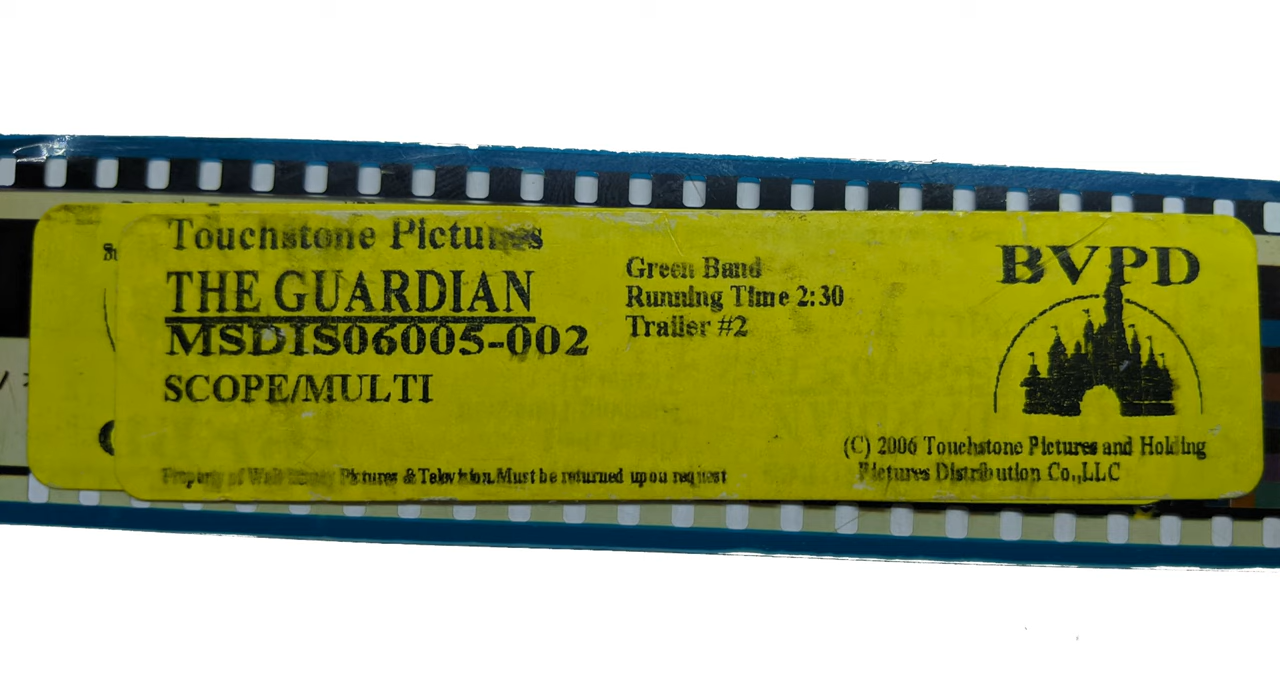 Touchstone Pictures
THE GUARDIAN
MSDIS06005-002
SCOPE/MULTI
Property of Walt Disney Pictures & Television.Must be returned upon request
Green Band
Running Time 2:30
Trailer #2
BVPD
(C) 2006 Touchstone Pictures and Holding
Pictures Distribution Co.,LLC